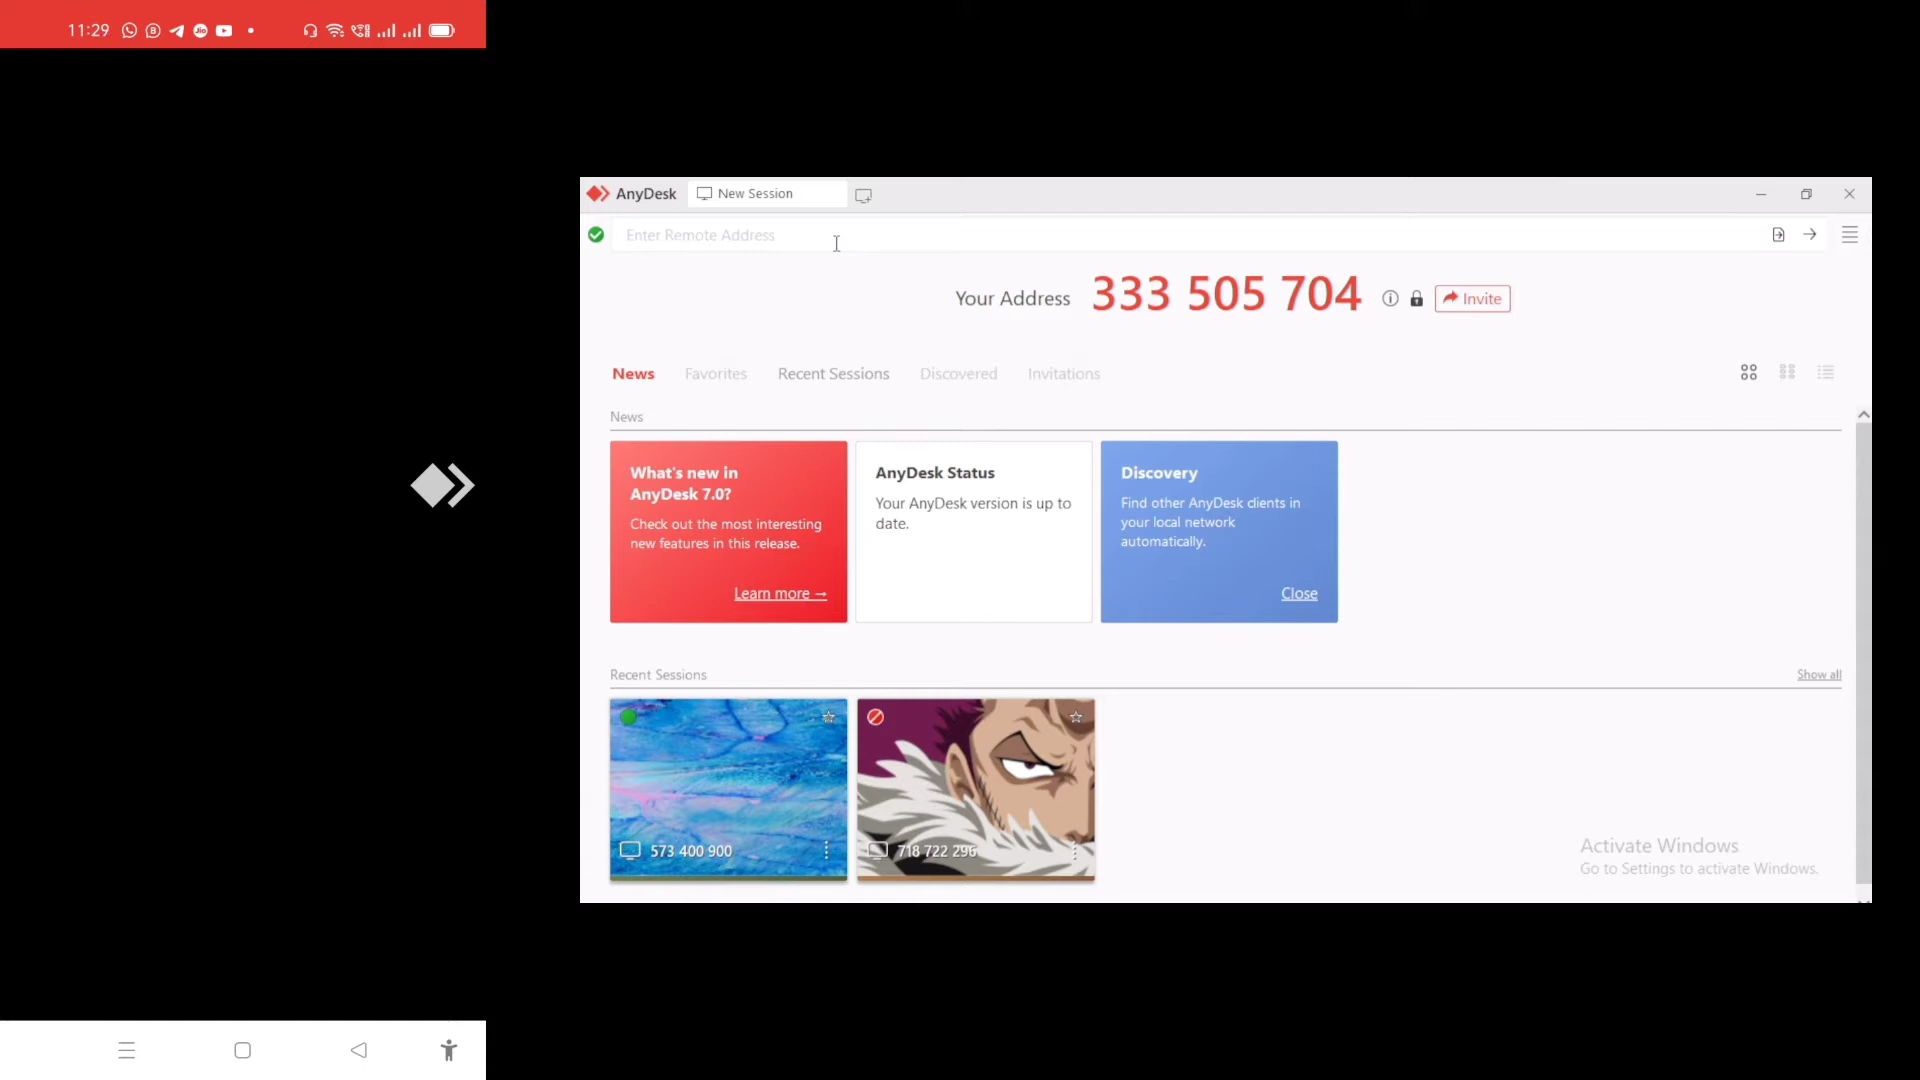 11:29
AnyDesk
New Session
Enter Remote Address
Your Address 333 505 704 Invite
News Favorites Recent Sessions Discovered Invitations
News
What's new in
AnyDesk 7.0?
Check out the most interesting
new features in this release.
Learn more →
AnyDesk Status
Your AnyDesk version is up to
date.
Discovery
Find other AnyDesk clients in
your local network
automatically.
Close
Recent Sessions
Show all
573 400 900
718 722 296
Activate Windows
Go to Settings to activate Windows.